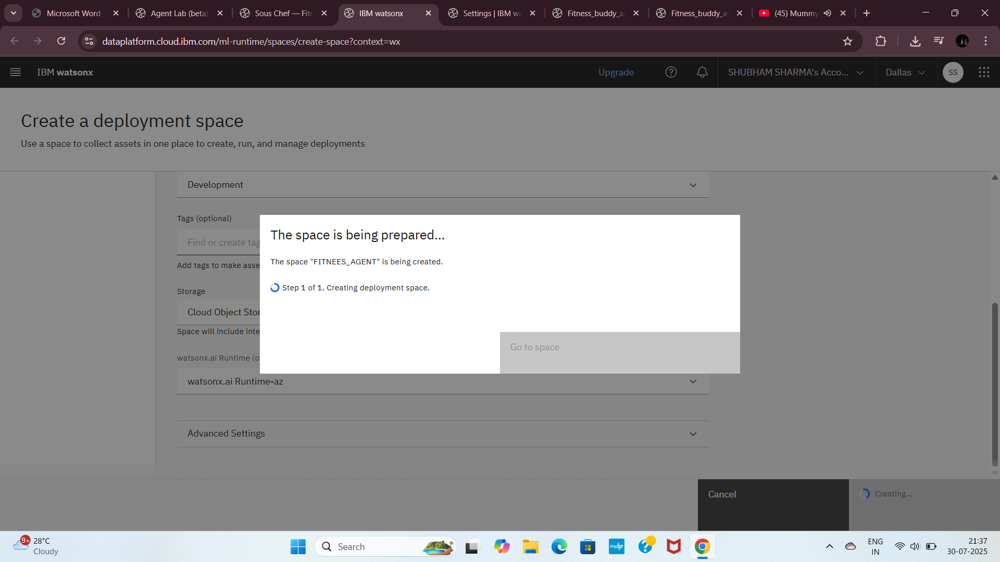 Microsoft Word
Agent Lab (beta)
Sous Chef — Fit
IBM watsonx
Settings | IBM w
Fitness_buddy_a
Fitness_buddy_a
(45) Mummy
dataplatform.cloud.ibm.com/ml-runtime/spaces/create-space?context=wx
IBM watsonx
Upgrade
SHUBHAM SHARMA's Acco...
Dallas
SS
Create a deployment space
Use a space to collect assets in one place to create, run, and manage deployments
Development
Tags (optional)
Find or create tag
Add tags to make asse
Storage
Cloud Object Stor
Space will include inte
watsonx.ai Runtime (o
watsonx.ai Runtime-az
Advanced Settings
The space is being prepared...
The space "FITNEES_AGENT" is being created.
Step 1 of 1. Creating deployment space.
Go to space
Cancel
Creating...
9+
28°C
Cloudy
Search
myhp
ENG
IN
21:37
30-07-2025